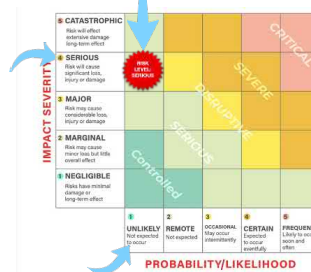 5 CATASTROPHIC
Risk will effect
extensive damage
long-term effect
4 SERIOUS
Risk will cause
significant loss,
injury or damage
3 MAJOR
Risk may cause
considerable loss,
injury or damage
2 MARGINAL
Risk may cause
minor loss but little
overall effect
1 NEGLIGIBLE
Risks have minimal
damage or
long-term effect
IMPACT SEVERITY
RISK
LEVEL:
SERIOUS
CRITICAL
SEVERE
DISRUPTIVE
SERIOUS
Controlled
1
UNLIKELY
Not expected
to occur
2
REMOTE
Not expected
3
OCCASIONAL
May occur
intermittently
4
CERTAIN
Expected
to occur
eventually
5
FREQUEN
Likely to oc
soon and
often
PROBABILITY/LIKELIHOOD